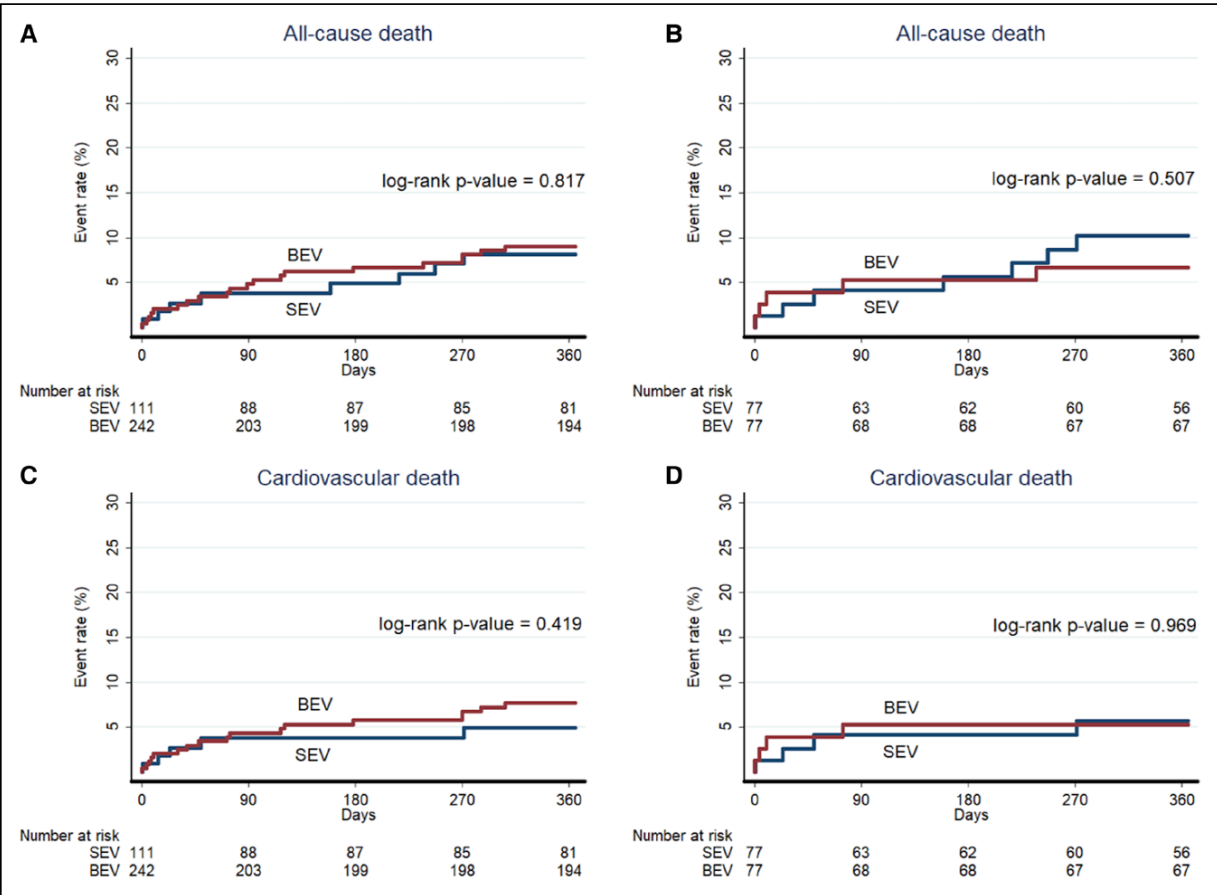 A
All-cause death
Event rate (%)
30
25
20
15
10
5
log-rank p-value = 0.817
BEV
SEV
0 90 180 270 360
Days
Number at risk
SEV 111 88 87 85 81
BEV 242 203 199 198 194
B
All-cause death
Event rate (%)
30
25
20
15
10
5
log-rank p-value = 0.507
BEV
SEV
0 90 180 270 360
Days
Number at risk
SEV 77 63 62 60 56
BEV 77 68 68 67 67
C
Cardiovascular death
Event rate (%)
30
25
20
15
10
5
log-rank p-value = 0.419
BEV
SEV
0 90 180 270 360
Days
Number at risk
SEV 111 88 87 85 81
BEV 242 203 199 198 194
D
Cardiovascular death
Event rate (%)
30
25
20
15
10
5
log-rank p-value = 0.969
BEV
SEV
0 90 180 270 360
Days
Number at risk
SEV 77 63 62 60 56
BEV 77 68 68 67 67